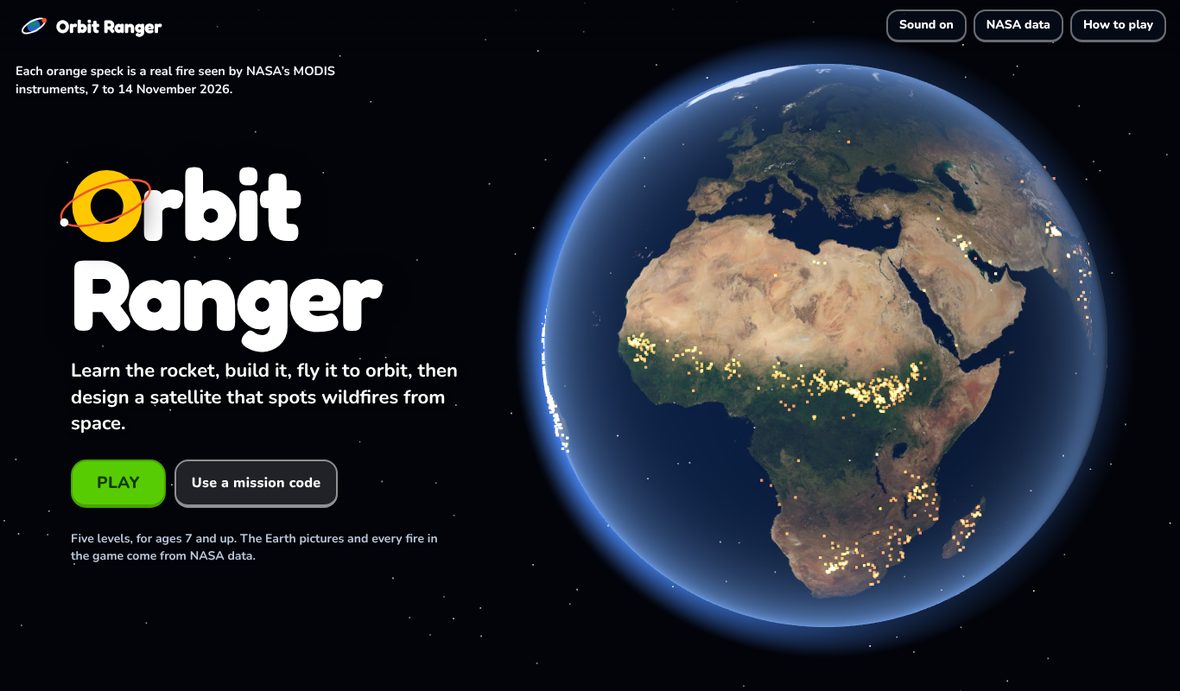 Orbit Ranger
Sound on
NASA data
How to play
Each orange speck is a real fire seen by NASA's MODIS
instruments, 7 to 14 November 2026.
Orbit
Ranger
Learn the rocket, build it, fly it to orbit, then
design a satellite that spots wildfires from
space.
PLAY
Use a mission code
Five levels, for ages 7 and up. The Earth pictures and every fire in
the game come from NASA data.